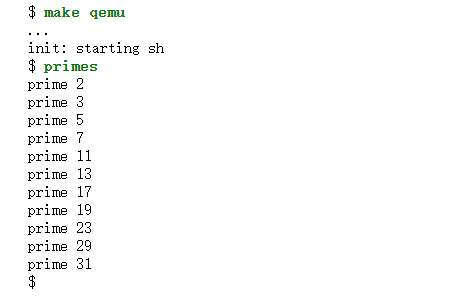 $ make qemu
...
init: starting sh
$ primes
prime 2
prime 3
prime 5
prime 7
prime 11
prime 13
prime 17
prime 19
prime 23
prime 29
prime 31
$